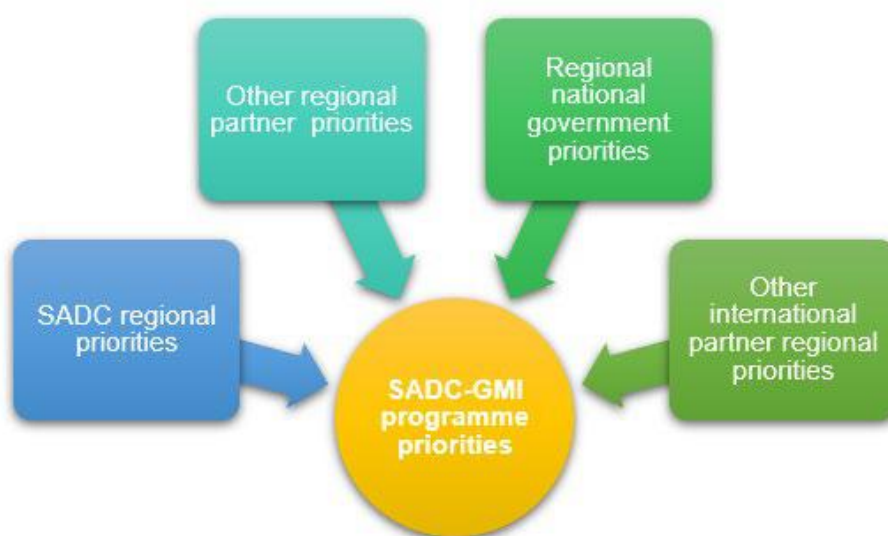 Other regional
partner priorities
Regional
national
government
priorities
SADC regional
priorities
Other
international
partner regional
priorities
SADC-GMI
programme
priorities